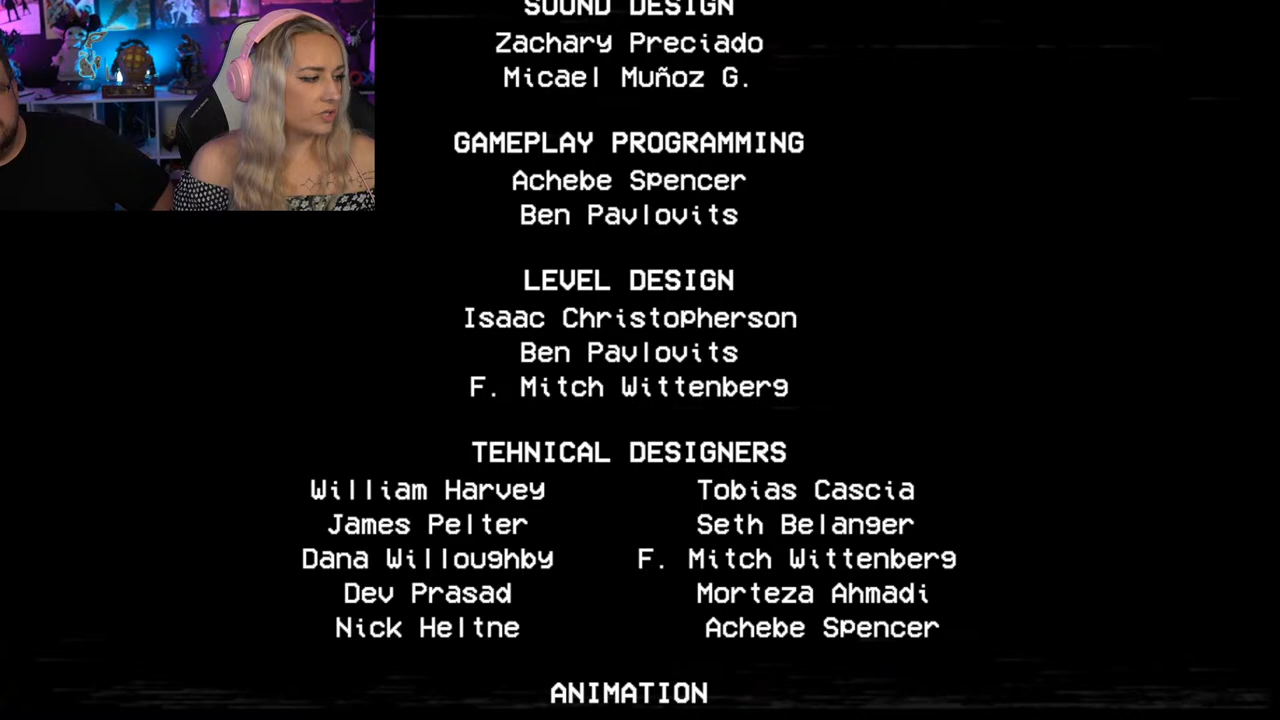 SOUND DESIGN
Zachary Preciado
Micael Muñoz G.
GAMEPLAY PROGRAMMING
Achebe Spencer
Ben Pavlovits
LEVEL DESIGN
Isaac Christopherson
Ben Pavlovits
F. Mitch Wittenberg
TEHNICAL DESIGNERS
William Harvey Tobias Cascia
James Pelter Seth Belanger
Dana Willoughby F. Mitch Wittenberg
Dev Prasad Morteza Ahmadi
Nick Heltne Achebe Spencer
ANIMATION